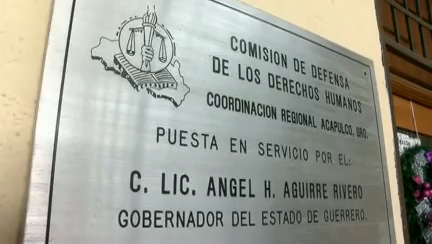 COMISION DE DEFENSA
DE LOS DERECHOS HUMANOS
COORDINACION REGIONAL ACAPULCO, GRO.
PUESTA EN SERVICIO POR EL:
C. LIC. ANGEL H. AGUIRRE RIVERO
GOBERNADOR DEL ESTADO DE GUERRERO.